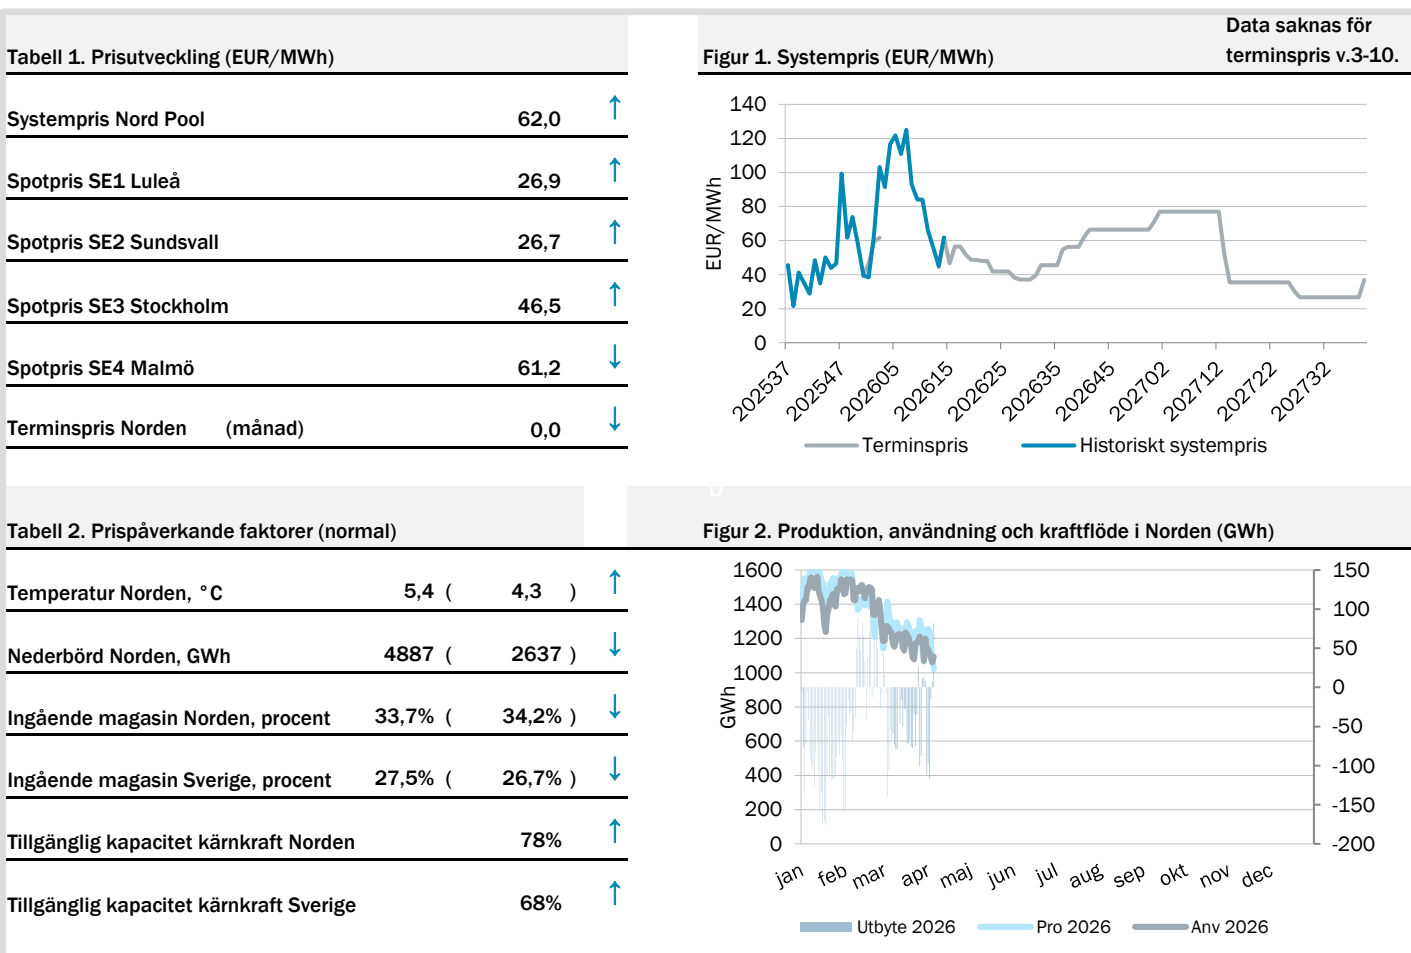 Tabell 1. Prisutveckling (EUR/MWh)
Systempris Nord Pool 62,0 ↑
Spotpris SE1 Luleå 26,9 ↑
Spotpris SE2 Sundsvall 26,7 ↑
Spotpris SE3 Stockholm 46,5 ↑
Spotpris SE4 Malmö 61,2 ↓
Terminspris Norden (månad) 0,0 ↓
Data saknas för
Figur 1. Systempris (EUR/MWh) terminspris v.3-10.
EUR/MWh
140
120
100
80
60
40
20
0
202537 202547 202605 202615 202625 202635 202645 202702 202712 202722 202732
Terminspris Historiskt systempris
b
Tabell 2. Prispåverkande faktorer (normal)
Temperatur Norden, °C 5,4 ( 4,3 ) ↑
Nederbörd Norden, GWh 4887 ( 2637 ) ↓
Ingående magasin Norden, procent 33,7% ( 34,2% ) ↓
Ingående magasin Sverige, procent 27,5% ( 26,7% ) ↓
Tillgänglig kapacitet kärnkraft Norden 78% ↑
Tillgänglig kapacitet kärnkraft Sverige 68% ↑
Figur 2. Produktion, användning och kraftflöde i Norden (GWh)
GWh
1600 150
1400 100
1200 50
1000 0
800 -50
600 -100
400 -150
200 -200
0
jan feb mar apr maj jun jul aug sep okt nov dec
Utbyte 2026 Pro 2026 Anv 2026